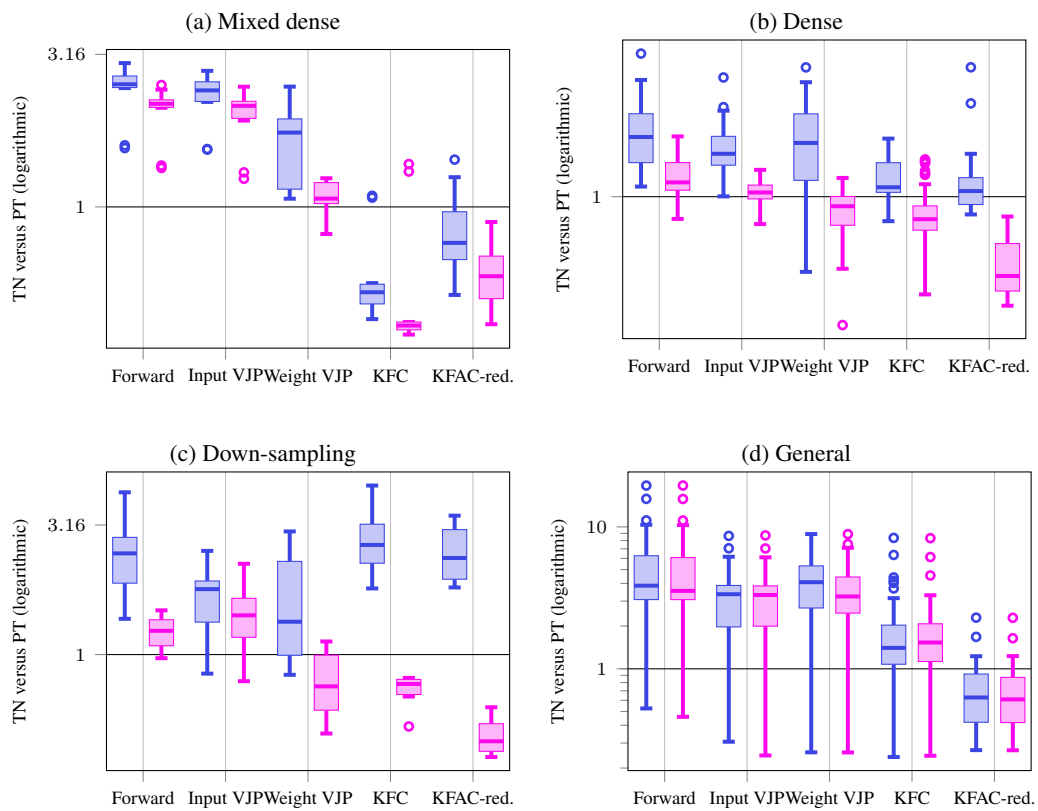 (a) Mixed dense
3.16
1
TN versus PT (logarithmic)
Forward Input VJP Weight VJP KFC KFAC-red.
(b) Dense
1
TN versus PT (logarithmic)
Forward Input VJP Weight VJP KFC KFAC-red.
(c) Down-sampling
3.16
1
TN versus PT (logarithmic)
Forward Input VJP Weight VJP KFC KFAC-red.
(d) General
10
1
TN versus PT (logarithmic)
Forward Input VJP Weight VJP KFC KFAC-red.